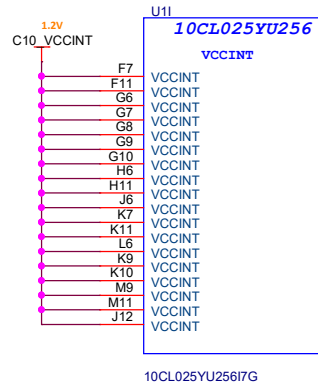 U1I
1.2V
10CL025YU256
C10_VCCINT
VCCINT
F7 VCCINT
F11 VCCINT
G6 VCCINT
G7 VCCINT
G8 VCCINT
G9 VCCINT
G10 VCCINT
H6 VCCINT
H11 VCCINT
J6 VCCINT
K7 VCCINT
K11 VCCINT
L6 VCCINT
K9 VCCINT
K10 VCCINT
M9 VCCINT
M11 VCCINT
J12 VCCINT
10CL025YU256I7G